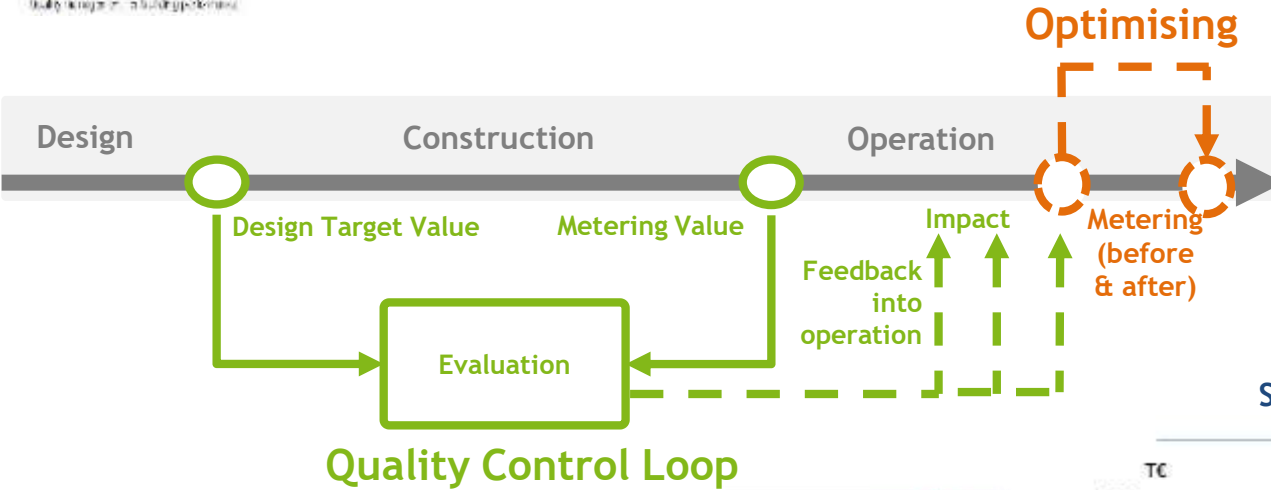 Optimising
Design
Construction
Operation
Design Target Value
Metering Value
Impact
Metering
(before
& after)
Feedback
into
operation
Evaluation
S
Quality Control Loop
TC